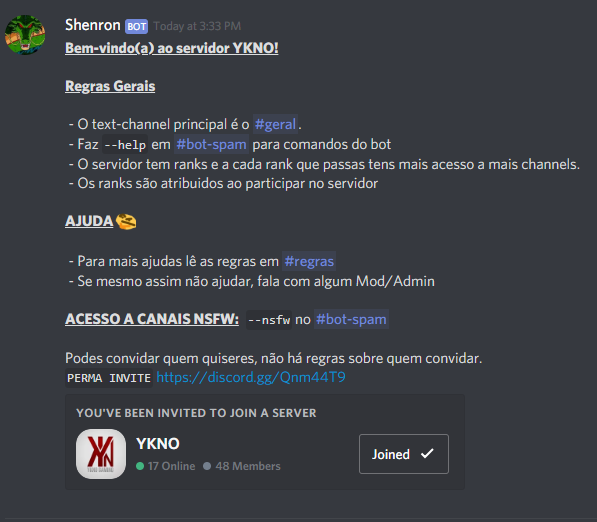 Shenron BOT Today at 3:33 PM
Bem-vindo(a) ao servidor YKNO!
Regras Gerais
- O text-channel principal é o #geral.
- Faz --help em #bot-spam para comandos do bot
- O servidor tem ranks e a cada rank que passas tens mais acesso a mais channels.
- Os ranks são atribuidos ao participar no servidor
AJUDA
- Para mais ajudas lê as regras em #regras
- Se mesmo assim não ajudar, fala com algum Mod/Admin
ACESSO A CANAIS NSFW: --nsfw no #bot-spam
Podes convidar quem quiseres, não há regras sobre quem convidar.
PERMA INVITE https://discord.gg/Qnm44T9
YOU'VE BEEN INVITED TO JOIN A SERVER
YKNO
17 Online 48 Members
Joined